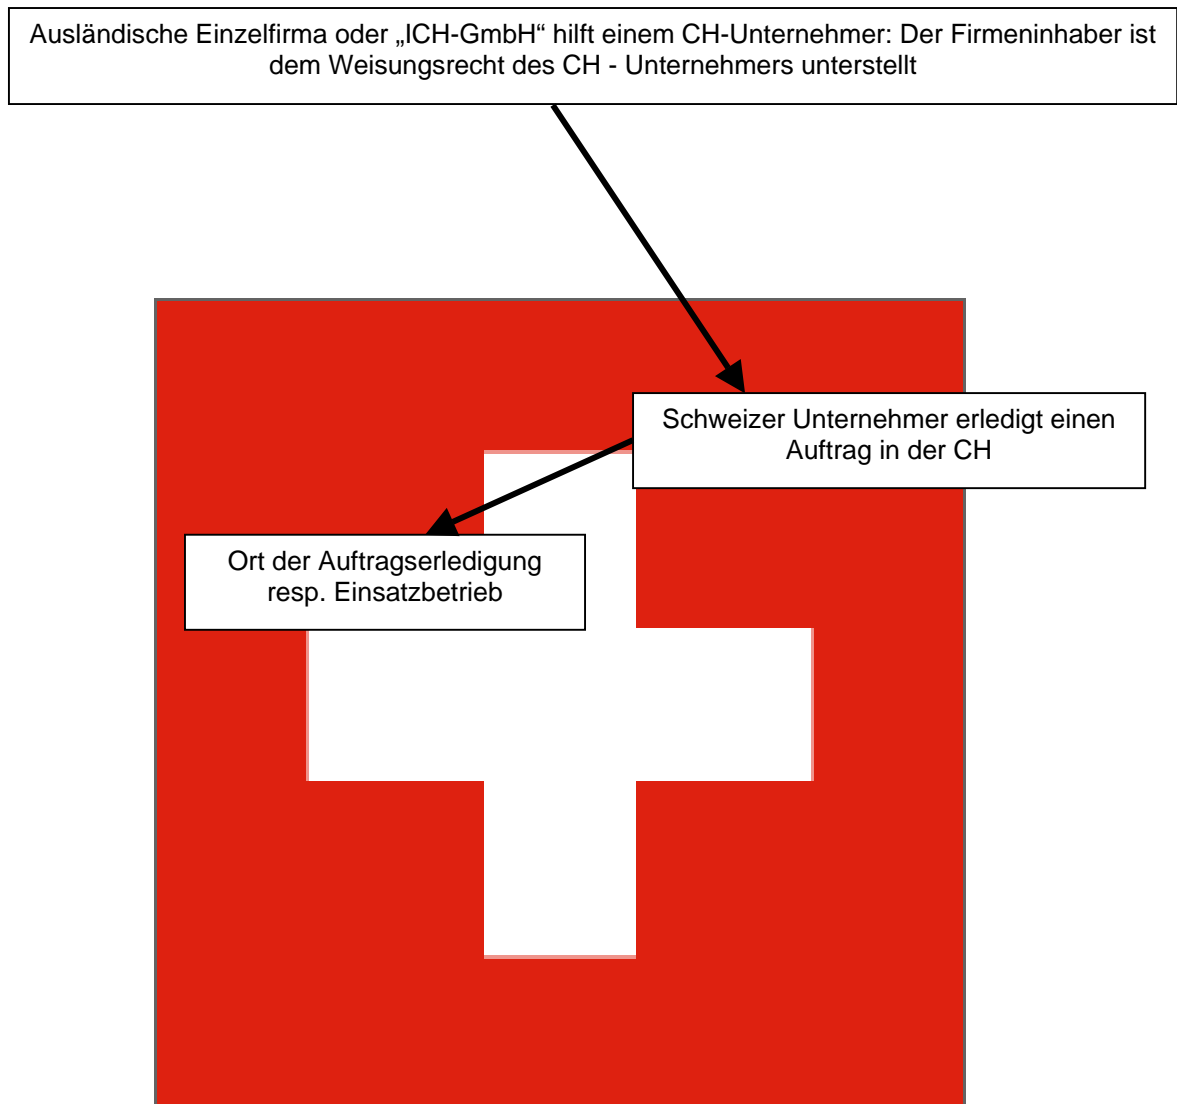 Ausländische Einzelfirma oder „ICH-GmbH“ hilft einem CH-Unternehmer: Der Firmeninhaber ist
dem Weisungsrecht des CH - Unternehmers unterstellt
Schweizer Unternehmer erledigt einen
Auftrag in der CH
Ort der Auftragserledigung
resp. Einsatzbetrieb